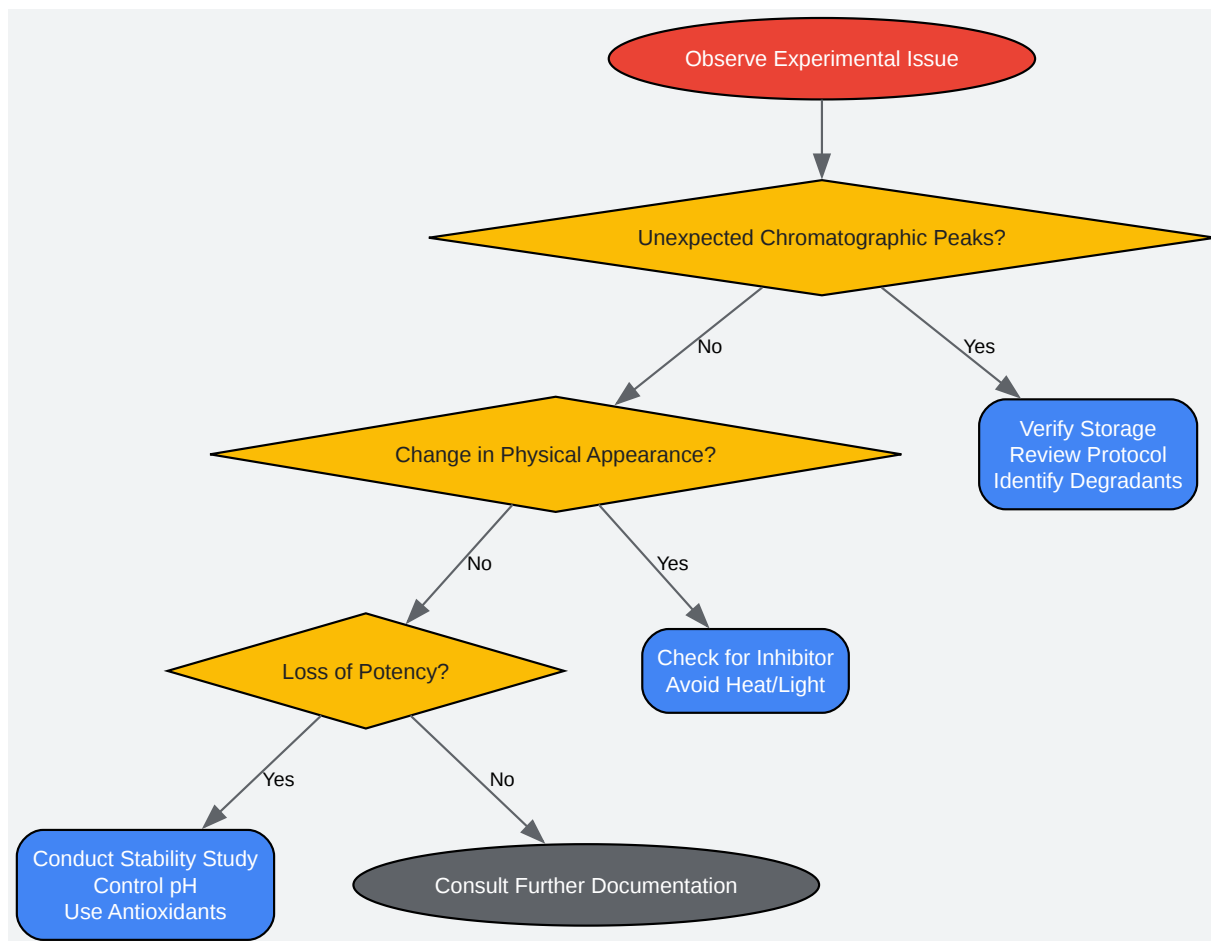 Observe Experimental Issue
Unexpected Chromatographic Peaks?
No
Yes
Verify Storage
Review Protocol
Identify Degradants
Change in Physical Appearance?
No
Yes
Check for Inhibitor
Avoid Heat/Light
Loss of Potency?
Yes
No
Conduct Stability Study
Control pH
Use Antioxidants
Consult Further Documentation